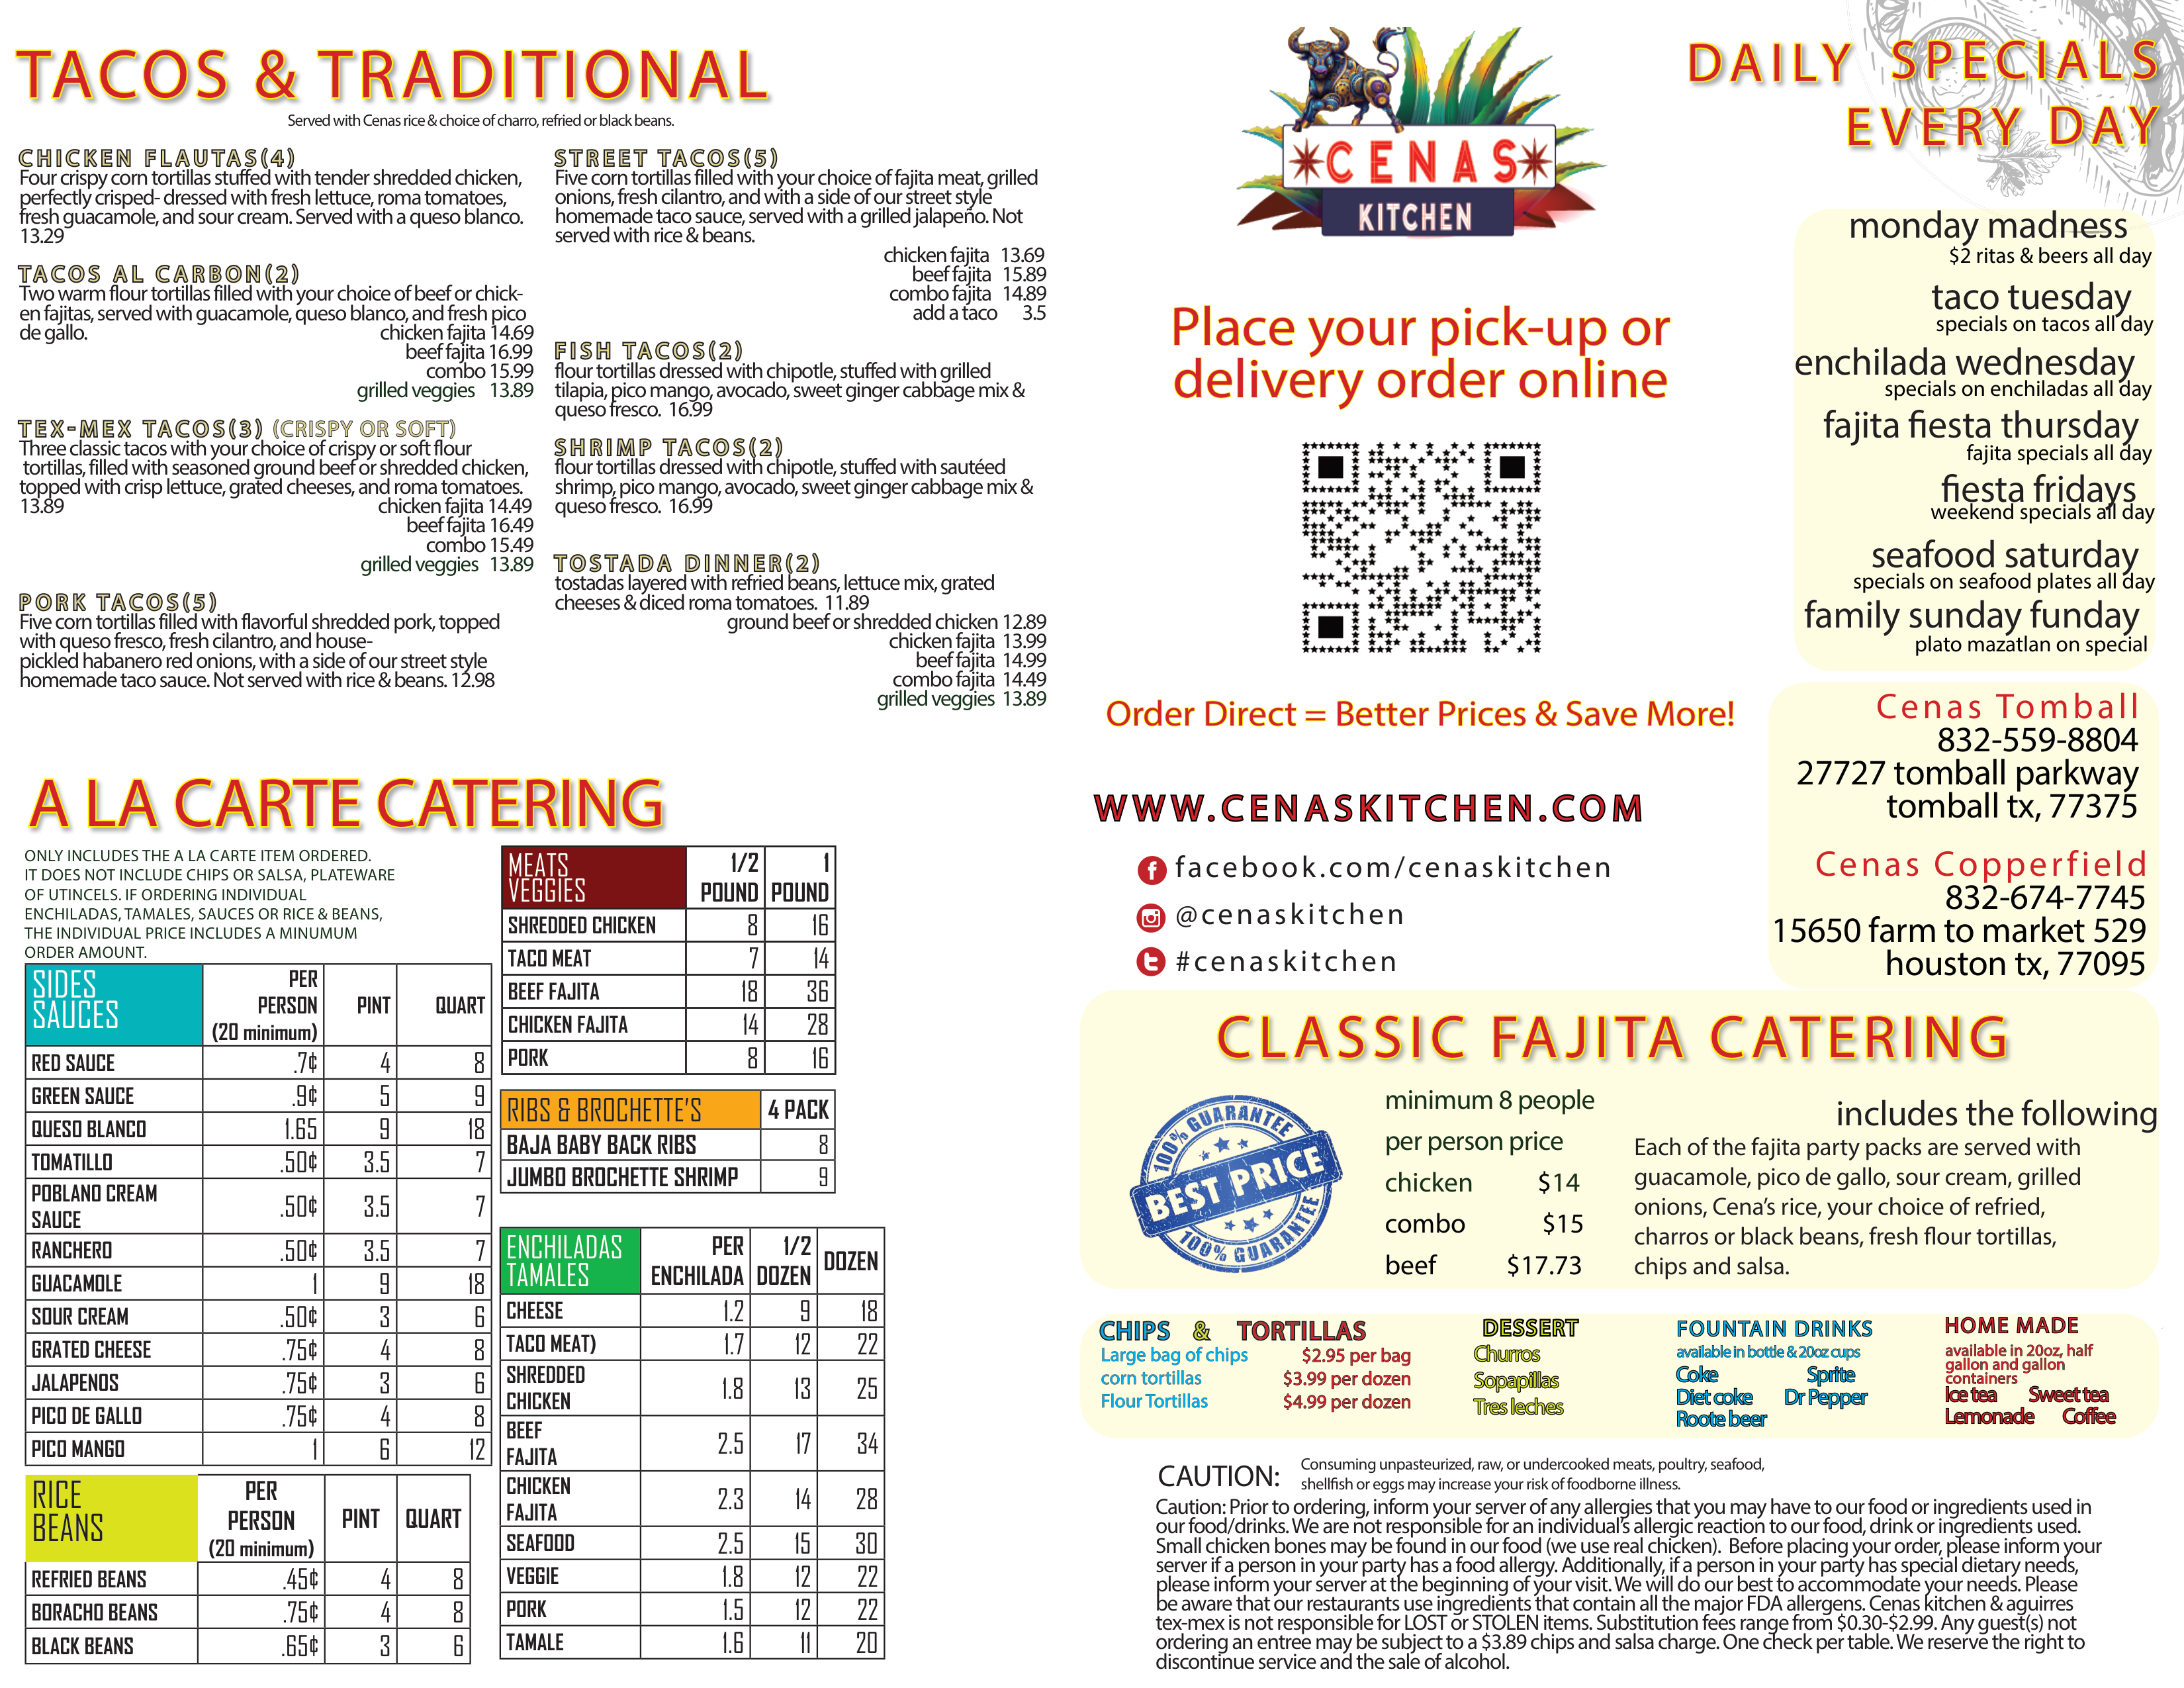 TACOS & TRADITIONAL
Served with Cenas rice & choice of charro, refried or black beans.
CHICKEN FLAUTAS(4)
Four crispy corn tortillas stuffed with tender shredded chicken,
perfectly crisped- dressed with fresh lettuce, roma tomatoes,
fresh guacamole, and sour cream. Served with a queso blanco.
13.29
TACOS AL CARBON(2)
Two warm flour tortillas filled with your choice of beef or chick-
en fajitas, served with guacamole, queso blanco, and fresh pico
de gallo. chicken fajita 14.69
beef fajita 16.99
combo 15.99
grilled veggies 13.89
TEX-MEX TACOS(3) (CRISPY OR SOFT)
Three classic tacos with your choice of crispy or soft flour
tortillas, filled with seasoned ground beef or shredded chicken,
topped with crisp lettuce, grated cheeses, and roma tomatoes.
13.89 chicken fajita 14.49
beef fajita 16.49
combo 15.49
grilled veggies 13.89
PORK TACOS(5)
Five corn tortillas filled with flavorful shredded pork, topped
with queso fresco, fresh cilantro, and house-
pickled habanero red onions, with a side of our street style
homemade taco sauce. Not served with rice & beans. 12.98
STREET TACOS(5)
Five corn tortillas filled with your choice of fajita meat, grilled
onions, fresh cilantro, and with a side of our street style
homemade taco sauce, served with a grilled jalapeño. Not
served with rice & beans.
chicken fajita 13.69
beef fajita 15.89
combo fajita 14.89
add a taco 3.5
FISH TACOS(2)
flour tortillas dressed with chipotle, stuffed with grilled
tilapia, pico mango, avocado, sweet ginger cabbage mix &
queso fresco. 16.99
SHRIMP TACOS(2)
flour tortillas dressed with chipotle, stuffed with sautéed
shrimp, pico mango, avocado, sweet ginger cabbage mix &
queso fresco. 16.99
TOSTADA DINNER(2)
tostadas layered with refried beans, lettuce mix, grated
cheeses & diced roma tomatoes. 11.89
ground beef or shredded chicken 12.89
chicken fajita 13.99
beef fajita 14.99
combo fajita 14.49
grilled veggies 13.89
A LA CARTE CATERING
ONLY INCLUDES THE A LA CARTE ITEM ORDERED.
IT DOES NOT INCLUDE CHIPS OR SALSA, PLATEWARE
OF UTINCELS. IF ORDERING INDIVIDUAL
ENCHILADAS, TAMALES, SAUCES OR RICE & BEANS,
THE INDIVIDUAL PRICE INCLUDES A MINUMUM
ORDER AMOUNT.
SIDES SAUCES PER PERSON (20 minimum) PINT QUART
RED SAUCE .7¢ 4 8
GREEN SAUCE .9¢ 5 9
QUESO BLANCO 1.65 9 18
TOMATILLO .50¢ 3.5 7
POBLANO CREAM SAUCE .50¢ 3.5 7
RANCHERO .50¢ 3.5 7
GUACAMOLE 1 9 18
SOUR CREAM .50¢ 3 6
GRATED CHEESE .75¢ 4 8
JALAPENOS .75¢ 3 6
PICO DE GALLO .75¢ 4 8
PICO MANGO 1 6 12
RICE BEANS PER PERSON (20 minimum) PINT QUART
REFRIED BEANS .45¢ 4 8
BORACHO BEANS .75¢ 4 8
BLACK BEANS .65¢ 3 6
MEATS VEGGIES 1/2 POUND 1 POUND
SHREDDED CHICKEN 8 16
TACO MEAT 7 14
BEEF FAJITA 18 36
CHICKEN FAJITA 14 28
PORK 8 16
RIBS & BROCHETTE'S 4 PACK
BAJA BABY BACK RIBS 8
JUMBO BROCHETTE SHRIMP 9
ENCHILADAS TAMALES PER ENCHILADA 1/2 DOZEN DOZEN
CHEESE 1.2 9 18
TACO MEAT) 1.7 12 22
SHREDDED CHICKEN 1.8 13 25
BEEF FAJITA 2.5 17 34
CHICKEN FAJITA 2.3 14 28
SEAFOOD 2.5 15 30
VEGGIE 1.8 12 22
PORK 1.5 12 22
TAMALE 1.6 11 20
CENAS
KITCHEN
Place your pick-up or
delivery order online
Order Direct = Better Prices & Save More!
WWW.CENASKITCHEN.COM
facebook.com/cenaskitchen
@cenaskitchen
#cenaskitchen
DAILY SPECIALS
EVERY DAY
monday madness
$2 ritas & beers all day
taco tuesday
specials on tacos all day
enchilada wednesday
specials on enchiladas all day
fajita fiesta thursday
fajita specials all day
fiesta fridays
weekend specials all day
seafood saturday
specials on seafood plates all day
family sunday funday
plato mazatlan on special
Cenas Tomball
832-559-8804
27727 tomball parkway
tomball tx, 77375
Cenas Copperfield
832-674-7745
15650 farm to market 529
houston tx, 77095
CLASSIC FAJITA CATERING
100% GUARANTEE
BEST PRICE
100% GUARANTEE
minimum 8 people
per person price
chicken $14
combo $15
beef $17.73
includes the following
Each of the fajita party packs are served with
guacamole, pico de gallo, sour cream, grilled
onions, Cena's rice, your choice of refried,
charros or black beans, fresh flour tortillas,
chips and salsa.
CHIPS & TORTILLAS
Large bag of chips $2.95 per bag
corn tortillas $3.99 per dozen
Flour Tortillas $4.99 per dozen
DESSERT
Churros
Sopapillas
Tres leches
FOUNTAIN DRINKS
available in bottle & 20oz cups
Coke Sprite
Diet coke Dr Pepper
Roote beer
HOME MADE
available in 20oz, half
gallon and gallon
containers
Ice tea Sweet tea
Lemonade Coffee
CAUTION: Consuming unpasteurized, raw, or undercooked meats, poultry, seafood,
shellfish or eggs may increase your risk of foodborne illness.
Caution: Prior to ordering, inform your server of any allergies that you may have to our food or ingredients used in
our food/drinks. We are not responsible for an individual's allergic reaction to our food, drink or ingredients used.
Small chicken bones may be found in our food (we use real chicken). Before placing your order, please inform your
server if a person in your party has a food allergy. Additionally, if a person in your party has special dietary needs,
please inform your server at the beginning of your visit. We will do our best to accommodate your needs. Please
be aware that our restaurants use ingredients that contain all the major FDA allergens. Cenas kitchen & aguirres
tex-mex is not responsible for LOST or STOLEN items. Substitution fees range from $0.30-$2.99. Any guest(s) not
ordering an entree may be subject to a $3.89 chips and salsa charge. One check per table. We reserve the right to
discontinue service and the sale of alcohol.